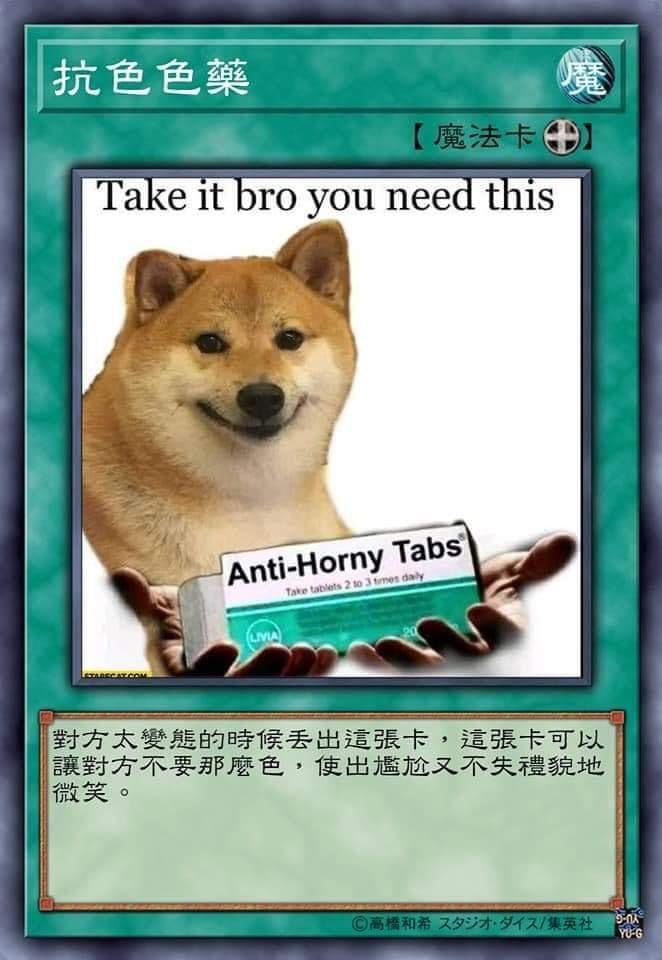 抗色色藥
魔
【魔法卡】
Take it bro you need this
Anti-Horny Tabs
Take tablets 2 to 3 times daily
LIVIA
20
STARECAT.COM
對方太變態的時候丟出這張卡，這張卡可以
讓對方不要那麼色，使出尷尬又不失禮貌地
微笑。
©高橋和希 スタジオ・ダイス/集英社